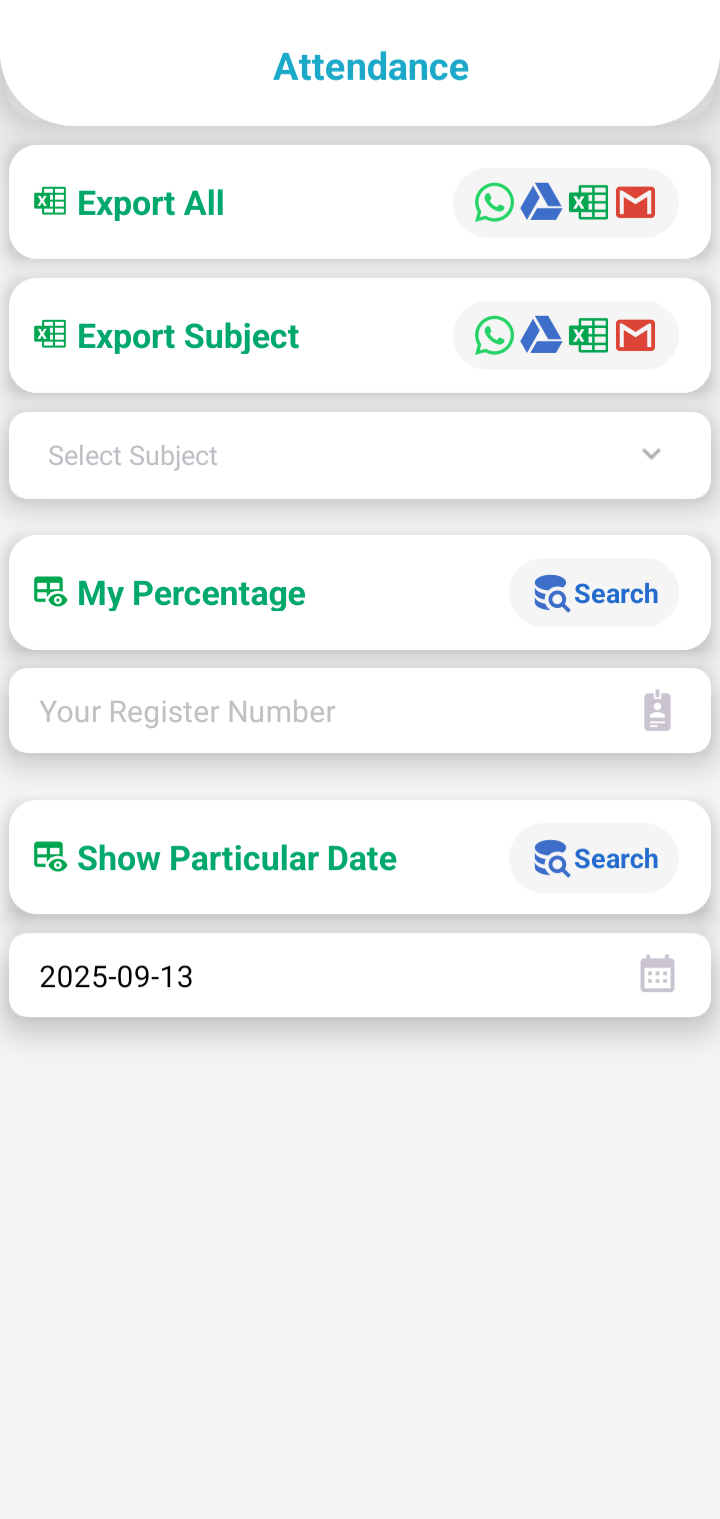 Attendance
Export All
Export Subject
Select Subject
My Percentage
Search
Your Register Number
Show Particular Date
Search
2025-09-13